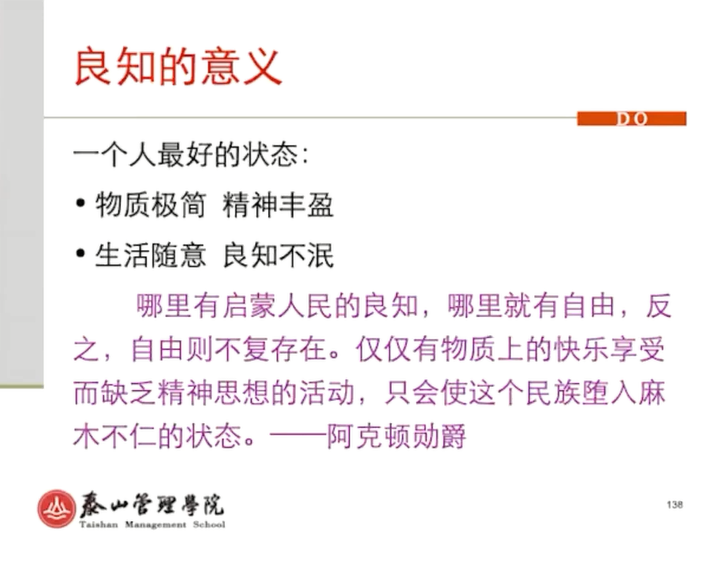 良知的意义
DO
一个人最好的状态：
• 物质极简 精神丰盈
• 生活随意 良知不泯
哪里有启蒙人民的良知，哪里就有自由，反
之，自由则不复存在。仅仅有物质上的快乐享受
而缺乏精神思想的活动，只会使这个民族堕入麻
木不仁的状态。——阿克顿勋爵
泰山管理學院
Taishan Management School
138